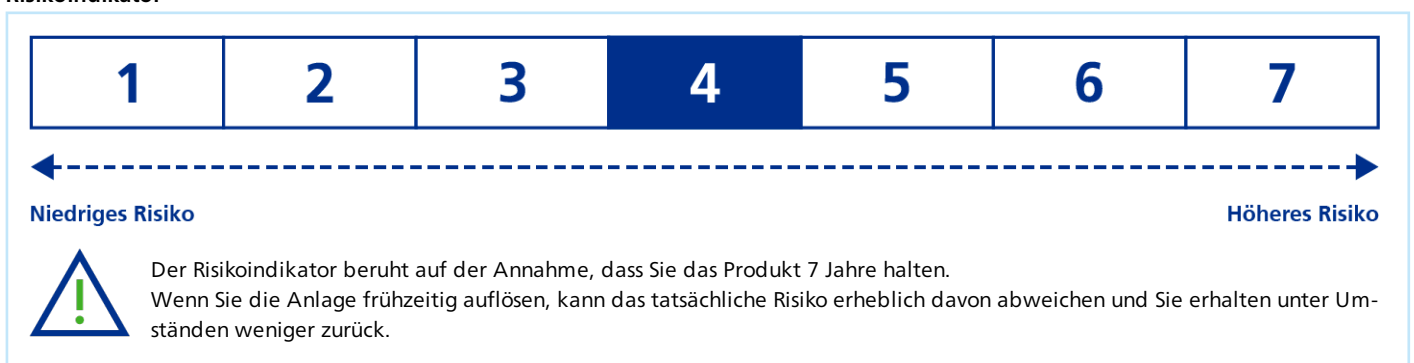 Risikoindikator
1 2 3 4 5 6 7
Niedriges Risiko Höheres Risiko
Der Risikoindikator beruht auf der Annahme, dass Sie das Produkt 7 Jahre halten.
Wenn Sie die Anlage frühzeitig auflösen, kann das tatsächliche Risiko erheblich davon abweichen und Sie erhalten unter Um-
ständen weniger zurück.